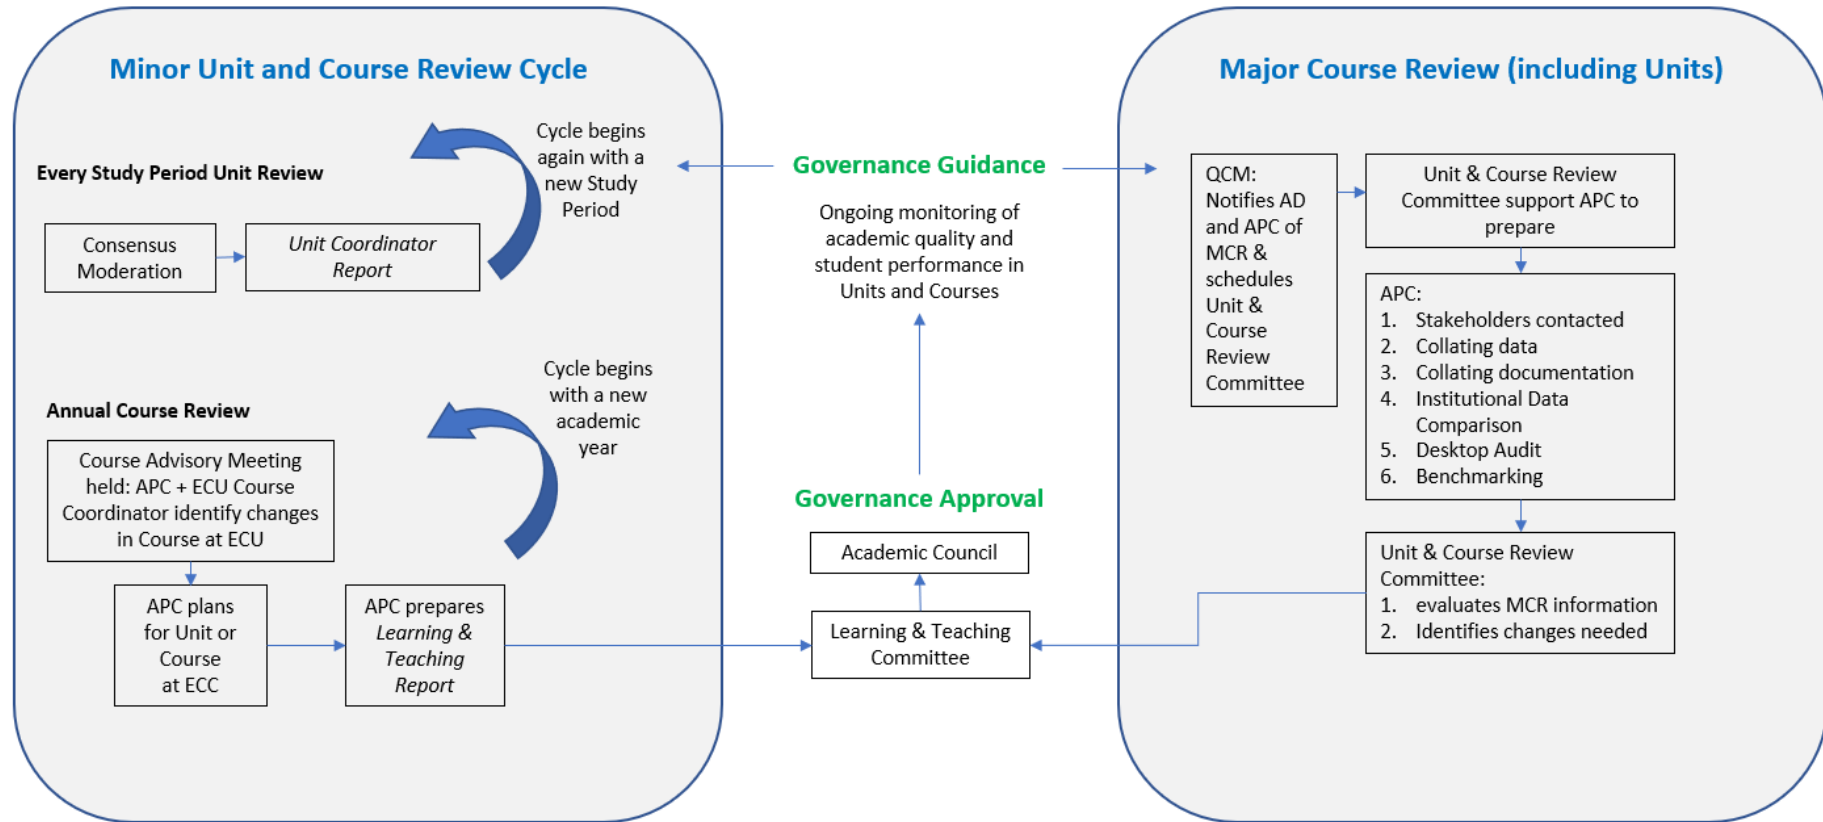 Minor Unit and Course Review Cycle
Every Study Period Unit Review
Cycle begins
again with a
new Study
Period
Consensus
Moderation
Unit Coordinator
Report
Annual Course Review
Cycle begins
with a new
academic
year
Course Advisory Meeting
held: APC + ECU Course
Coordinator identify changes
in Course at ECU
APC plans
for Unit or
Course
at ECC
APC prepares
Learning &
Teaching
Report
Governance Guidance
Ongoing monitoring of
academic quality and
student performance in
Units and Courses
Governance Approval
Academic Council
Learning & Teaching
Committee
Major Course Review (including Units)
QCM:
Notifies AD
and APC of
MCR &
schedules
Unit &
Course
Review
Committee
Unit & Course Review
Committee support APC to
prepare
APC:
1. Stakeholders contacted
2. Collating data
3. Collating documentation
4. Institutional Data
Comparison
5. Desktop Audit
6. Benchmarking
Unit & Course Review
Committee:
1. evaluates MCR information
2. Identifies changes needed